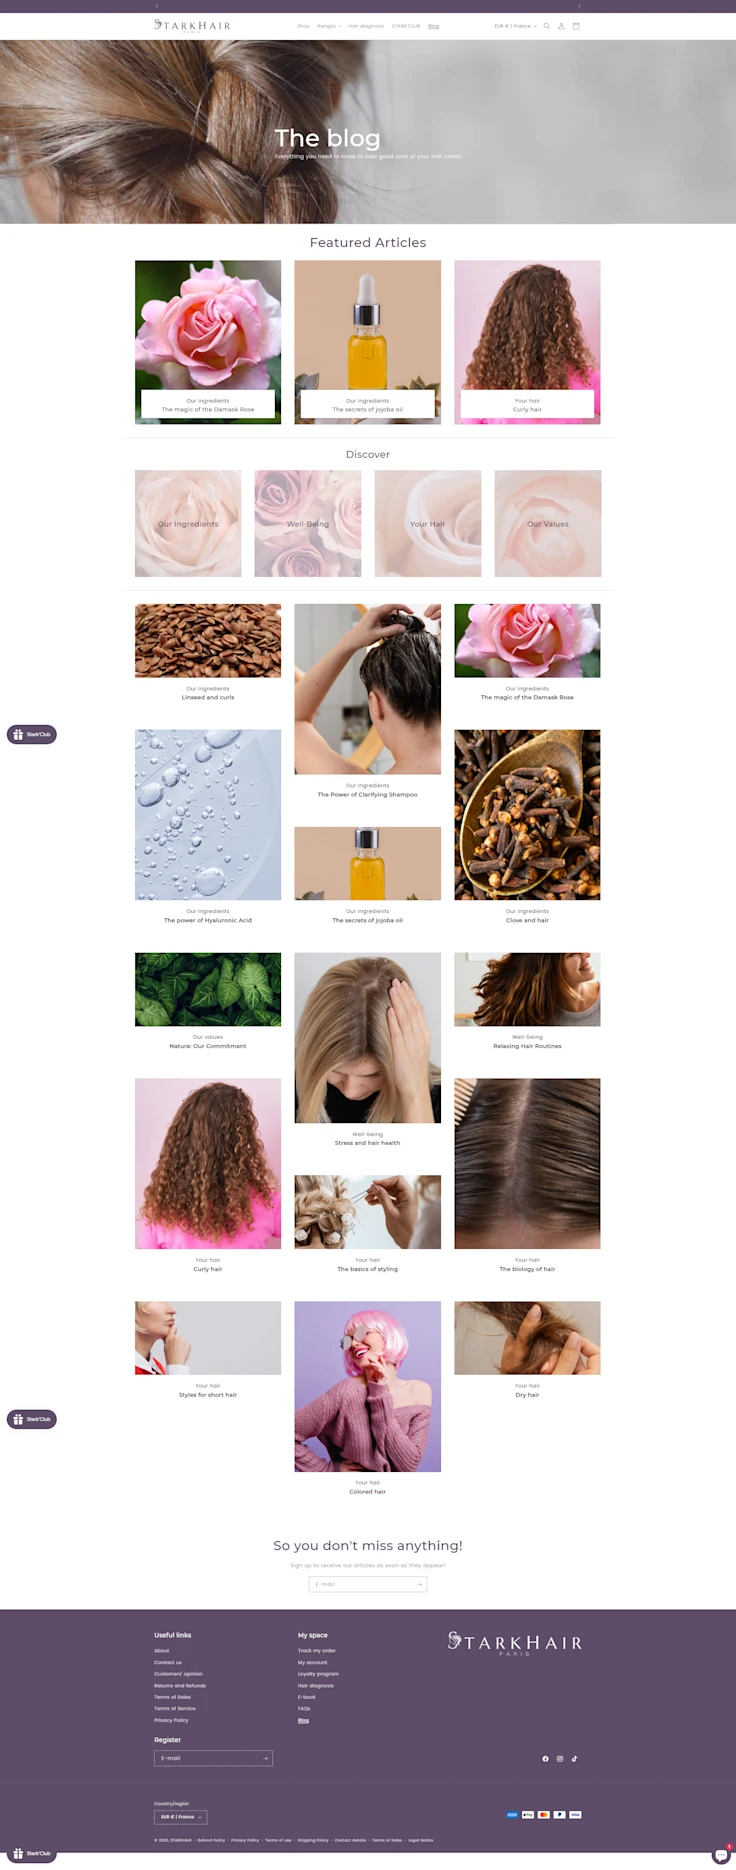 STARKHAIR
PARIS
Shop Ranges Hair diagnosis STARK'CLUB Blog
EUR € | France
The blog
Everything you need to know to take good care of your hair crown
Featured Articles
Our ingredients
The magic of the Damask Rose
Our ingredients
The secrets of jojoba oil
Your hair
Curly hair
Discover
Our Ingredients
Well-Being
Your Hair
Our Values
Our ingredients
Linseed and curls
Our ingredients
The magic of the Damask Rose
Stark'Club
Our ingredients
The Power of Clarifying Shampoo
Our ingredients
The power of Hyaluronic Acid
Our ingredients
The secrets of jojoba oil
Our ingredients
Clove and hair
Our values
Nature: Our Commitment
Well-being
Relaxing Hair Routines
Well-being
Stress and hair health
Your hair
Curly hair
Your hair
The basics of styling
Your hair
The biology of hair
Your hair
Styles for short hair
Your hair
Dry hair
Stark'Club
Your hair
Colored hair
So you don't miss anything!
Sign up to receive our articles as soon as they appear!
E-mail
Useful links
About
Contact us
Customers' opinion
Returns and Refunds
Terms of Sales
Terms of Service
Privacy Policy
My space
Track my order
My account
Loyalty program
Hair diagnosis
E-book
FAQs
Blog
STARKHAIR
PARIS
Register
E-mail
Country/region
EUR € | France
© 2025, STARKHAIR Refund Policy Privacy Policy Terms of use Shipping Policy Contact details Terms of Sales Legal Notice
Stark'Club